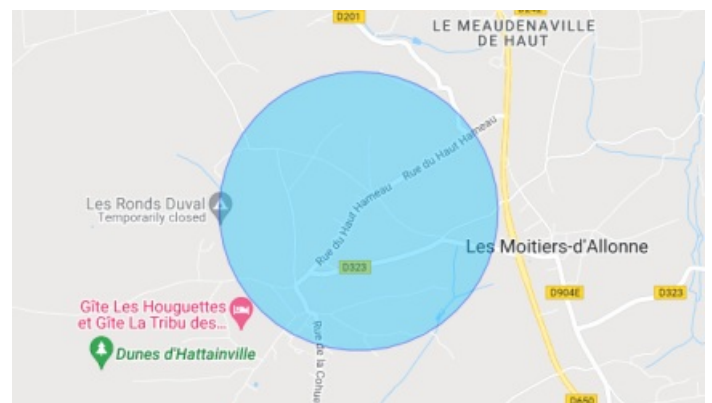 D201
D242
LE MEAUDENAVILLE
DE HAUT
Rue du Haut Hameau
Rue du Haut Hameau
Les Ronds Duval
Temporarily closed
Les Moitiers-d'Allonne
D323
D904E
D323
Gîte Les Houguettes
et Gîte La Tribu des...
Dunes d'Hattainville
Rue de la Cohue
D650